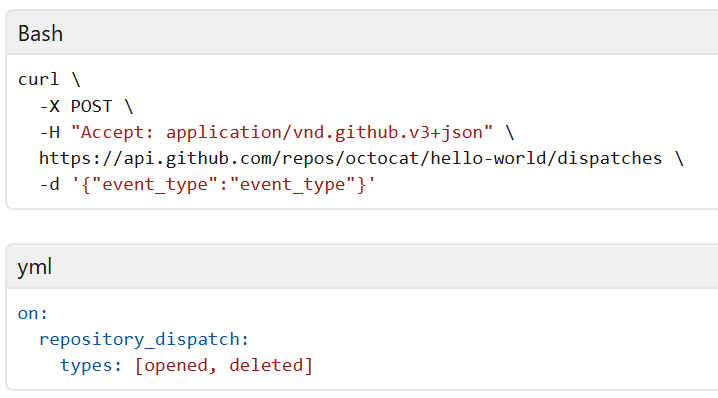 Bash
curl \
-X POST \
-H "Accept: application/vnd.github.v3+json" \
https://api.github.com/repos/octocat/hello-world/dispatches \
-d '{"event_type":"event_type"}'
yml
on:
repository_dispatch:
types: [opened, deleted]